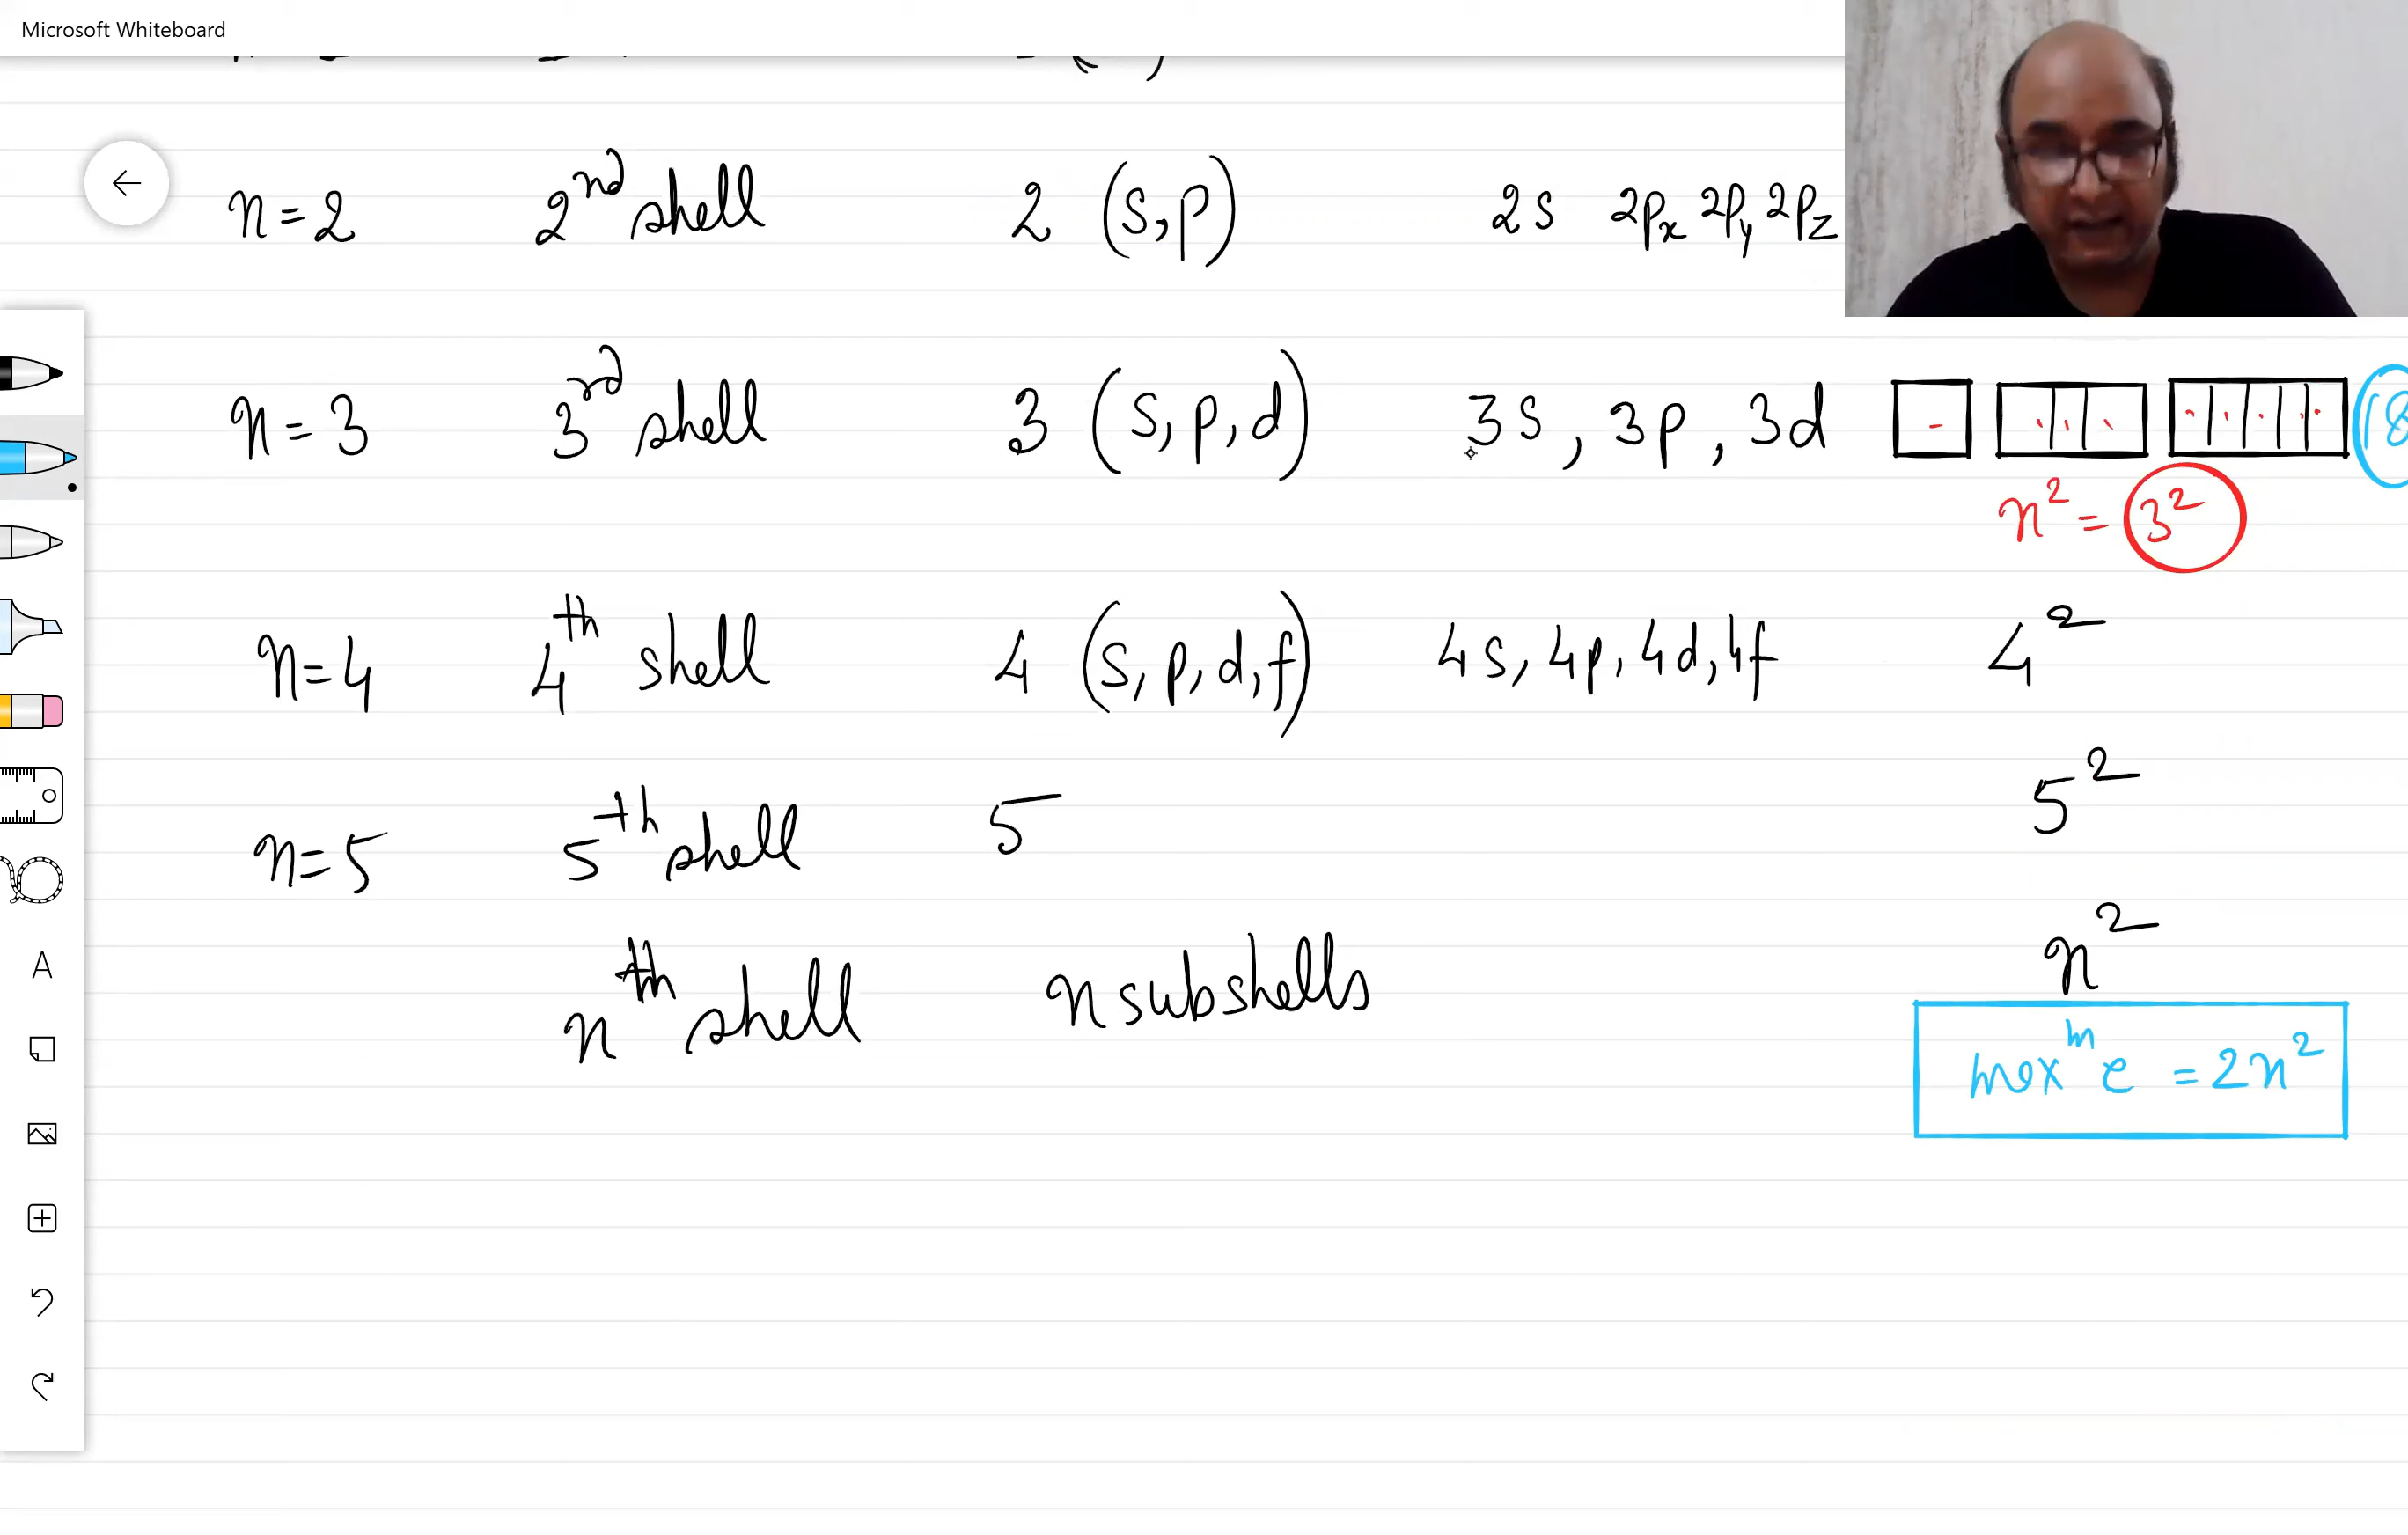 Microsoft Whiteboard
n=2 2nd shell 2 (s,p) 2s 2px 2py 2pz
n=3 3rd shell 3 (s,p,d) 3s, 3p, 3d 18
n² = 3²
n=4 4th shell 4 (s,p,d,f) 4s, 4p, 4d, 4f 4²
n=5 5th shell 5 5²
nth shell n subshells n²
maxm e = 2n²
A